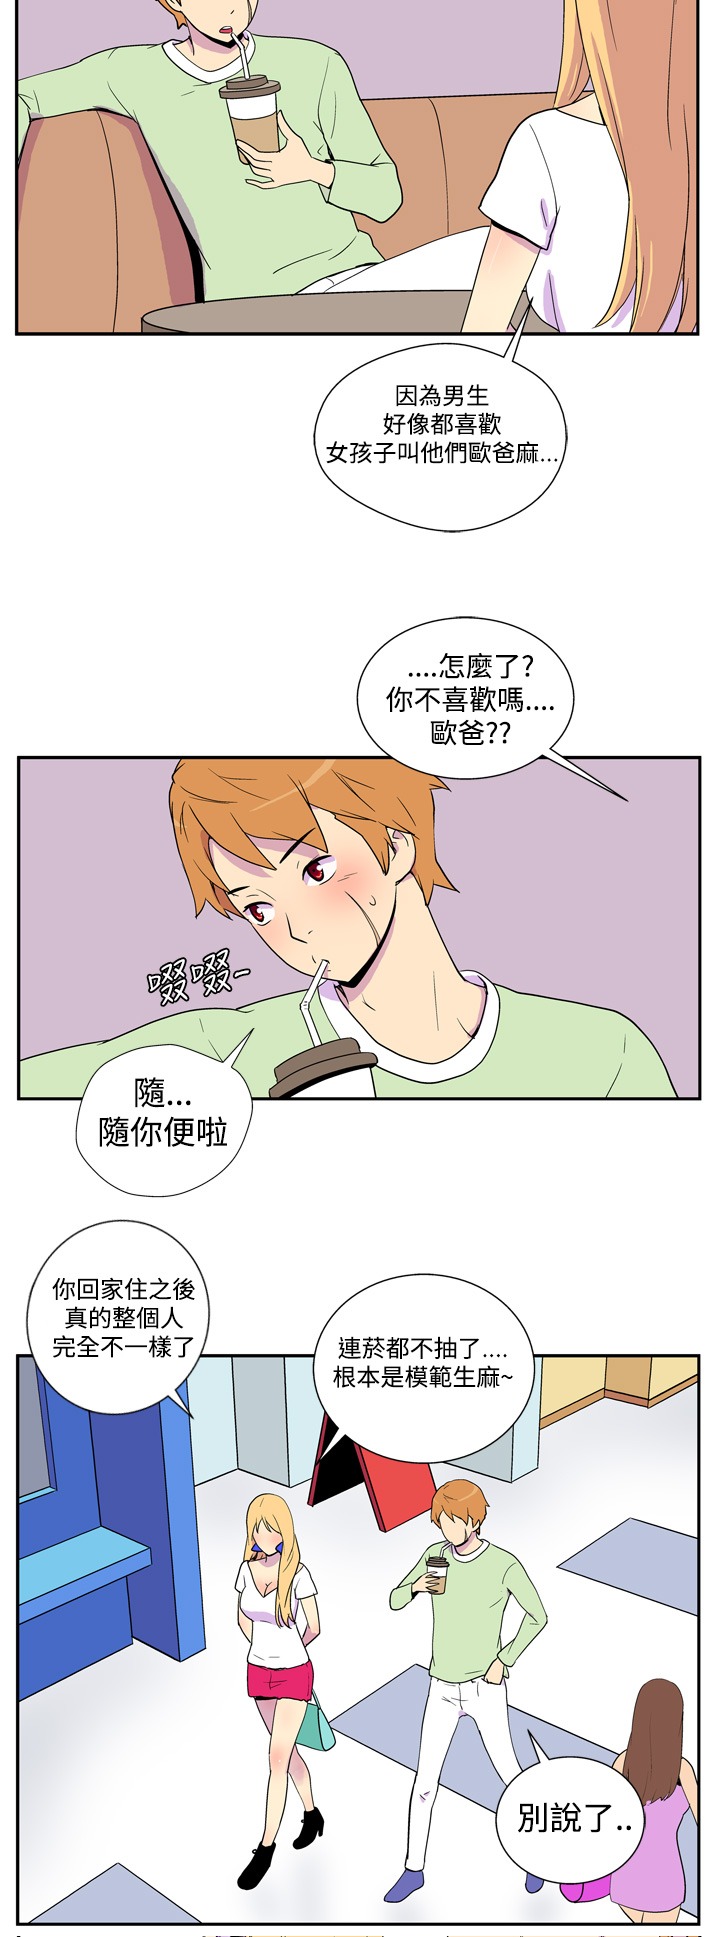 因為男生
好像都喜歡
女孩子叫他們歐爸麻...
....怎麼了?
你不喜歡嗎....
歐爸??
啜啜~
隨...
隨你便啦
你回家住之後
真的整個人
完全不一樣了
連菸都不抽了....
根本是模範生麻~
別說了..